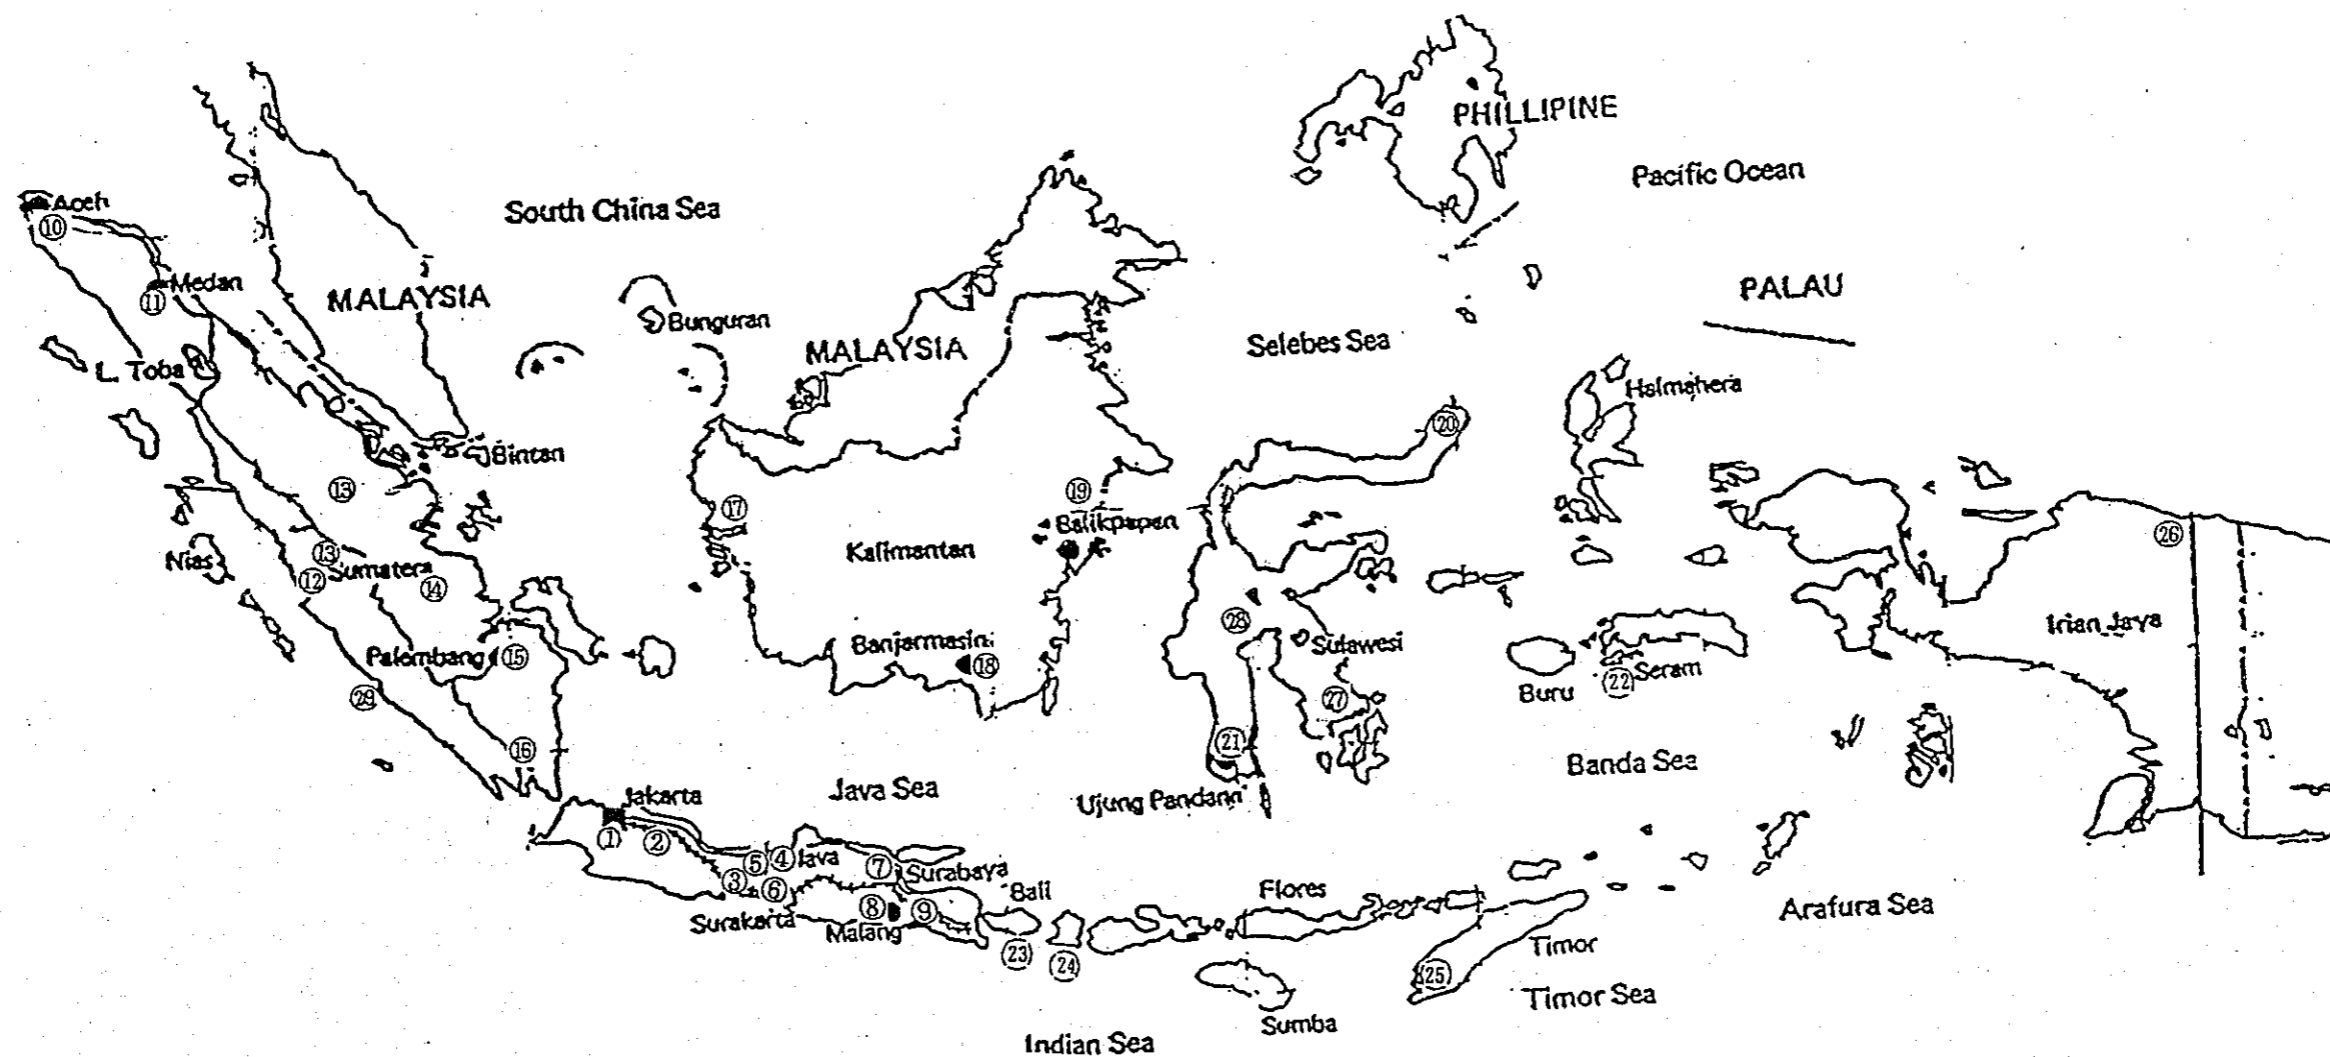 PHILLIPINE
Pacific Ocean
Aceh
⑩
South China Sea
Medan
⑪
MALAYSIA
PALAU
Bunguran
MALAYSIA
Selebes Sea
L. Toba
Halmahera
⑳
Bintan
⑬
⑰
⑲
Balikpapan
㉖
Kalimantan
⑬
Nias
⑫
Sumatera
⑭
㉘
Irian Jaya
Banjarmasin
⑱
Sulawesi
Palembang
⑮
Buru
㉒
Seram
㉙
㉗
⑯
㉑
Banda Sea
Jakarta
Java Sea
Ujung Pandang
①
②
⑤
④
Java
⑦
Surabaya
③
⑥
Bali
Flores
Surakarta
⑧
⑨
Malang
Arafura Sea
㉓
㉔
Timor
㉕
Timor Sea
Sumba
Indian Sea